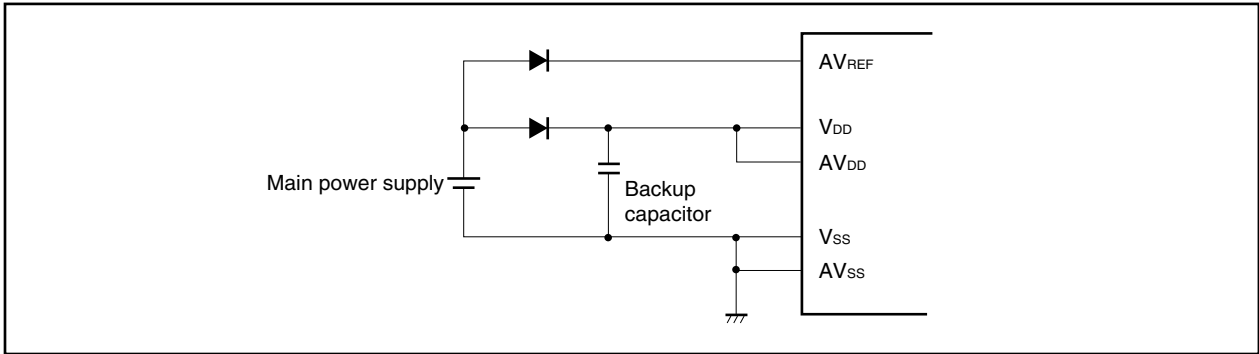 AVREF
VDD
AVDD
Main power supply
Backup
capacitor
VSS
AVSS